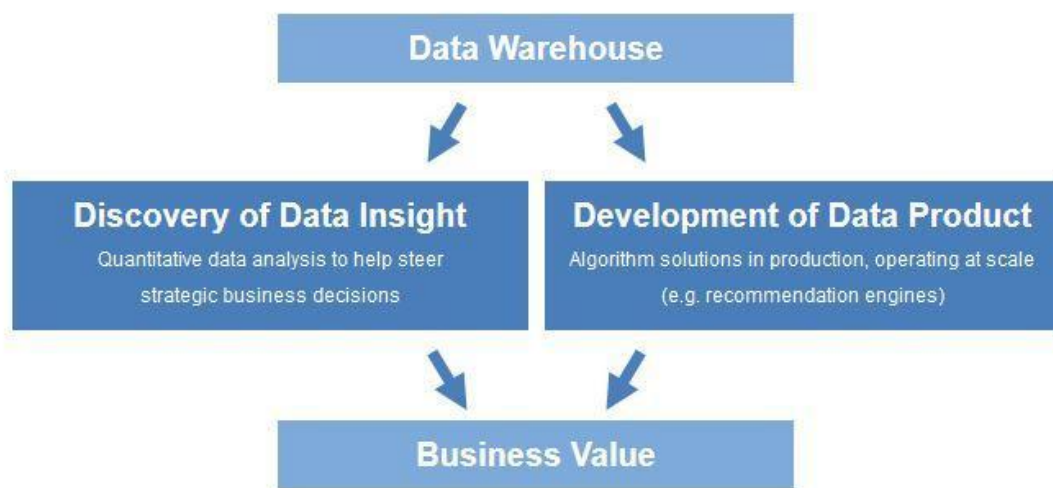 Data Warehouse
Discovery of Data Insight
Quantitative data analysis to help steer
strategic business decisions
Development of Data Product
Algorithm solutions in production, operating at scale
(e.g. recommendation engines)
Business Value